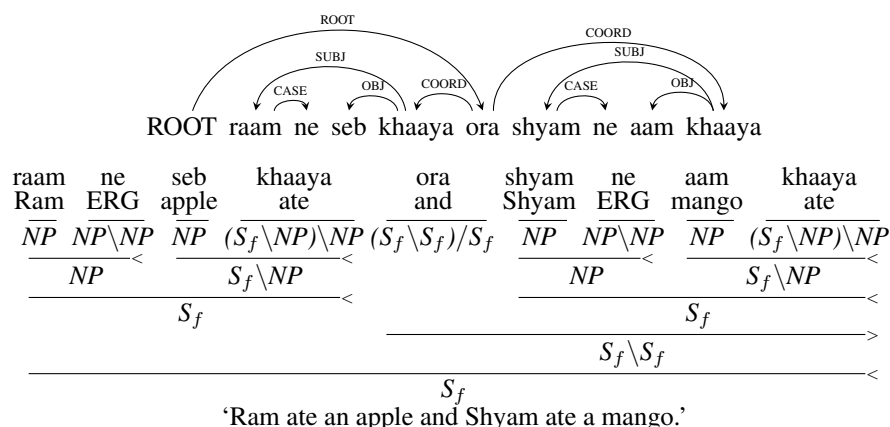 ROOT
COORD
SUBJ SUBJ
CASE OBJ COORD CASE OBJ
ROOT raam ne seb khaaya ora shyam ne aam khaaya
raam ne seb khaaya ora shyam ne aam khaaya
Ram ERG apple ate and Shyam ERG mango ate
NP NP\NP NP (S_f\NP)\NP (S_f\S_f)/S_f NP NP\NP NP (S_f\NP)\NP
< < < <
NP S_f\NP NP S_f\NP
< <
S_f S_f
>
S_f\S_f
<
S_f
‘Ram ate an apple and Shyam ate a mango.’